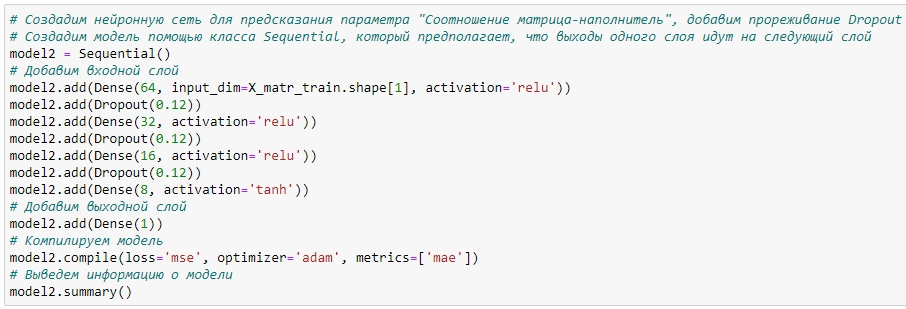 # Создадим нейронную сеть для предсказания параметра "Соотношение матрица-наполнитель", добавим прореживание Dropout
# Создадим модель помощью класса Sequential, который предполагает, что выходы одного слоя идут на следующий слой
model2 = Sequential()
# Добавим входной слой
model2.add(Dense(64, input_dim=X_matr_train.shape[1], activation='relu'))
model2.add(Dropout(0.12))
model2.add(Dense(32, activation='relu'))
model2.add(Dropout(0.12))
model2.add(Dense(16, activation='relu'))
model2.add(Dropout(0.12))
model2.add(Dense(8, activation='tanh'))
# Добавим выходной слой
model2.add(Dense(1))
# Компилируем модель
model2.compile(loss='mse', optimizer='adam', metrics=['mae'])
# Выведем информацию о модели
model2.summary()